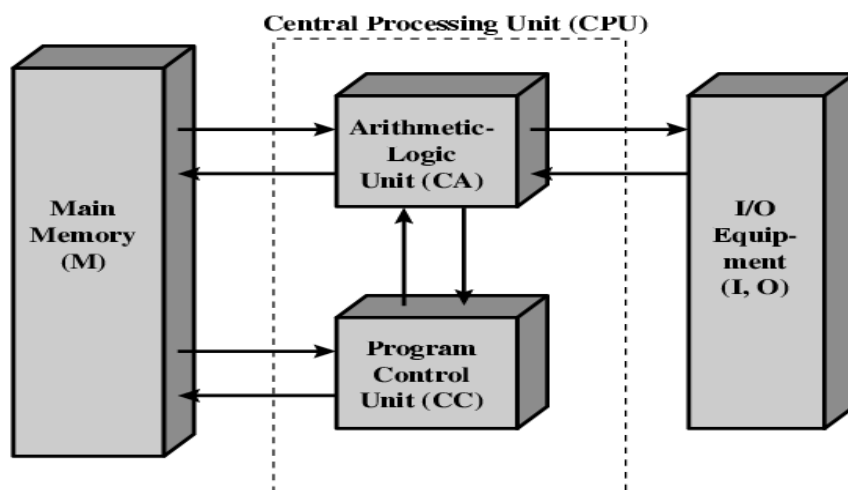 Central Processing Unit (CPU)
Main
Memory
(M)
Arithmetic-
Logic
Unit (CA)
Program
Control
Unit (CC)
I/O
Equip-
ment
(I, O)